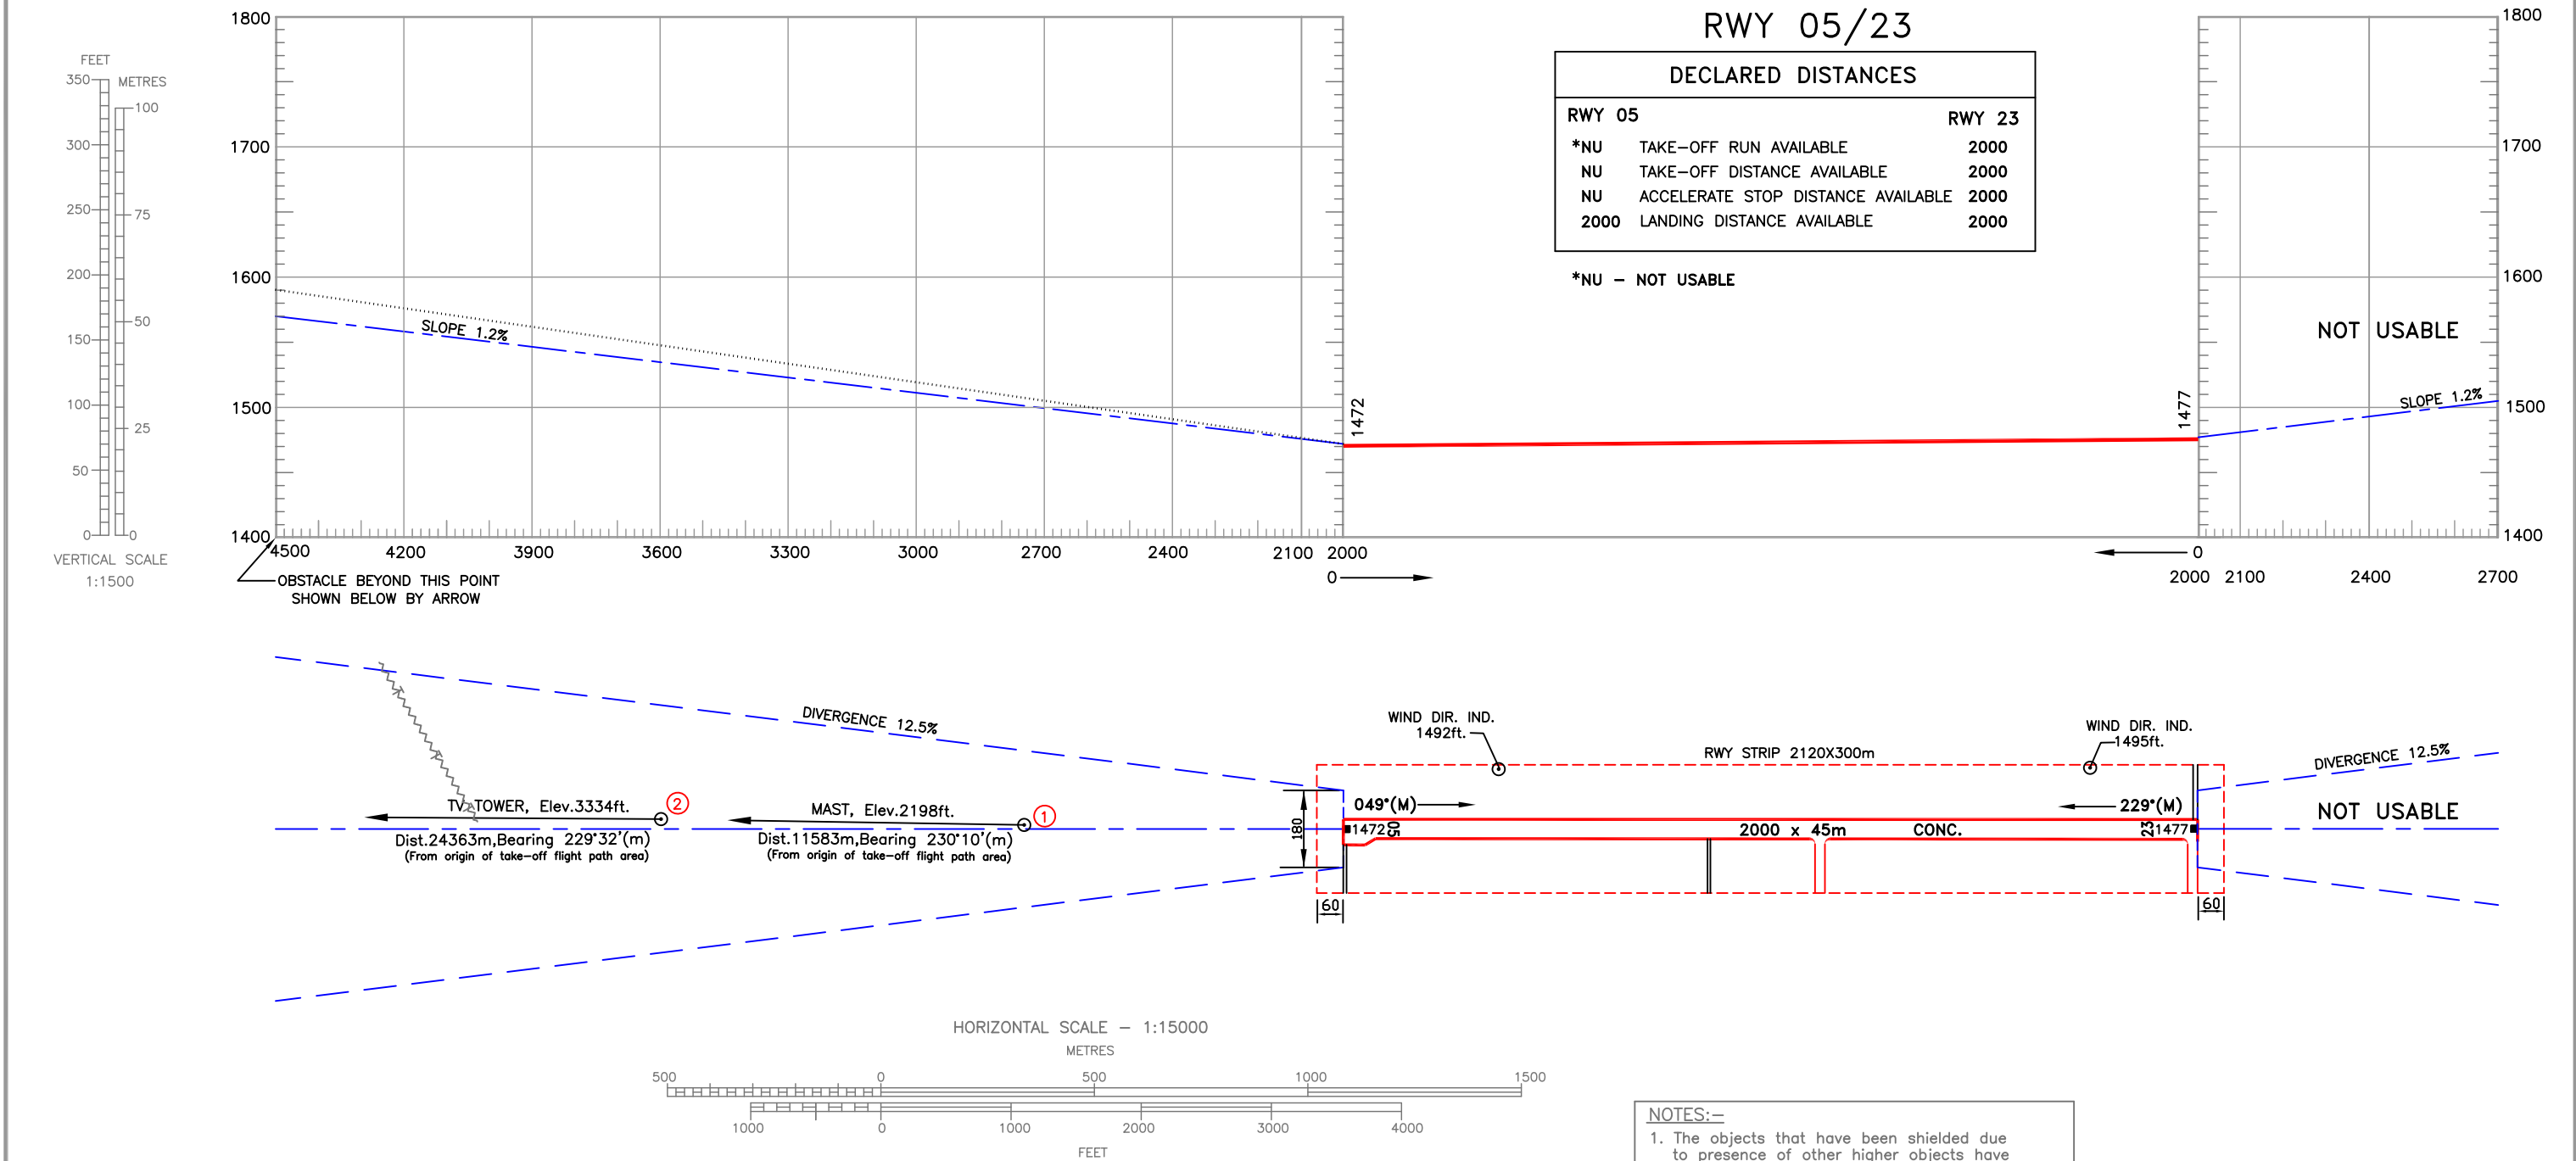 RWY 05/23
DECLARED DISTANCES
RWY 05 RWY 23
*NU TAKE-OFF RUN AVAILABLE 2000
NU TAKE-OFF DISTANCE AVAILABLE 2000
NU ACCELERATE STOP DISTANCE AVAILABLE 2000
2000 LANDING DISTANCE AVAILABLE 2000
*NU - NOT USABLE
FEET
METRES
350
300
250
200
150
100
50
0
100
75
50
25
0
VERTICAL SCALE
1:1500
1800
1700
1600
1500
1400
SLOPE 1.2%
1472
1477
1800
1700
1600
1500
1400
NOT USABLE
SLOPE 1.2%
4500 4200 3900 3600 3300 3000 2700 2400 2100 2000
0
0
2000 2100 2400 2700
OBSTACLE BEYOND THIS POINT
SHOWN BELOW BY ARROW
DIVERGENCE 12.5%
TV TOWER, Elev.3334ft.
2
Dist.24363m,Bearing 229°32'(m)
(From origin of take-off flight path area)
MAST, Elev.2198ft.
1
Dist.11583m,Bearing 230°10'(m)
(From origin of take-off flight path area)
WIND DIR. IND.
1492ft.
WIND DIR. IND.
1495ft.
RWY STRIP 2120X300m
DIVERGENCE 12.5%
NOT USABLE
180
049°(M)
229°(M)
1472
05
2000 x 45m CONC.
23
1477
60
60
HORIZONTAL SCALE - 1:15000
METRES
500 0 500 1000 1500
1000 0 1000 2000 3000 4000
FEET
NOTES:-
1. The objects that have been shielded due
to presence of other higher objects have